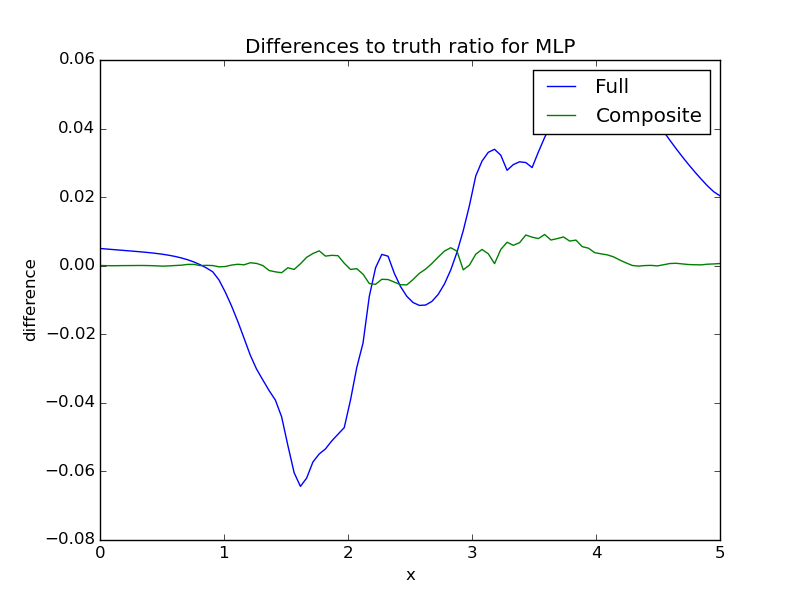 Differences to truth ratio for MLP
Full
Composite
0.06
0.04
0.02
0.00
−0.02
−0.04
−0.06
−0.08
difference
0 1 2 3 4 5
x